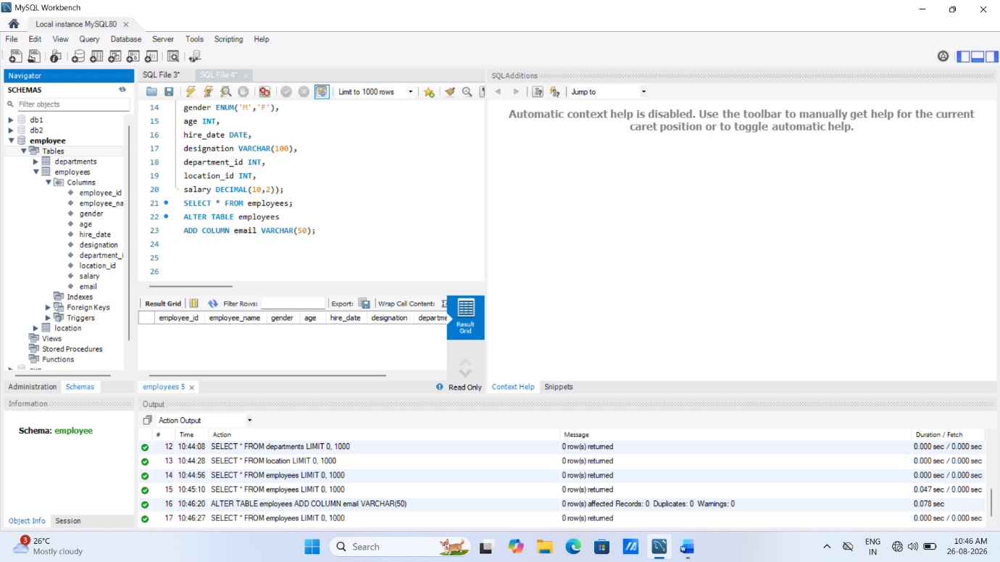 MySQL Workbench
Local instance MySQL80
File Edit View Query Database Server Tools Scripting Help
Navigator
SCHEMAS
Filter objects
db1
db2
employee
Tables
departments
employees
Columns
employee_id
employee_na
gender
age
hire_date
designation
department_i
location_id
salary
email
Indexes
Foreign Keys
Triggers
location
Views
Stored Procedures
Functions
Administration Schemas
Information
Schema: employee
Object Info Session
SQL File 3* SQL File 4*
Limit to 1000 rows
14 gender ENUM('M','F'),
15 age INT,
16 hire_date DATE,
17 designation VARCHAR(100),
18 department_id INT,
19 location_id INT,
20 salary DECIMAL(10,2));
21 SELECT * FROM employees;
22 ALTER TABLE employees
23 ADD COLUMN email VARCHAR(50);
24
25
26
Result Grid Filter Rows: Export: Wrap Cell Content:
employee_id employee_name gender age hire_date designation departme
Result
Grid
employees 5 Read Only
SQLAdditions
Jump to
Automatic context help is disabled. Use the toolbar to manually get help for the current
caret position or to toggle automatic help.
Context Help Snippets
Output
Action Output
# Time Action Message Duration / Fetch
12 10:44:08 SELECT * FROM departments LIMIT 0, 1000 0 row(s) returned 0.000 sec / 0.000 sec
13 10:44:28 SELECT * FROM location LIMIT 0, 1000 0 row(s) returned 0.000 sec / 0.000 sec
14 10:44:56 SELECT * FROM employees LIMIT 0, 1000 0 row(s) returned 0.000 sec / 0.000 sec
15 10:45:10 SELECT * FROM employees LIMIT 0, 1000 0 row(s) returned 0.047 sec / 0.000 sec
16 10:46:20 ALTER TABLE employees ADD COLUMN email VARCHAR(50) 0 row(s) affected Records: 0 Duplicates: 0 Warnings: 0 0.078 sec
17 10:46:27 SELECT * FROM employees LIMIT 0, 1000 0 row(s) returned 0.000 sec / 0.000 sec
3
26°C
Mostly cloudy
Search
ENG
IN
10:46 AM
26-08-2026